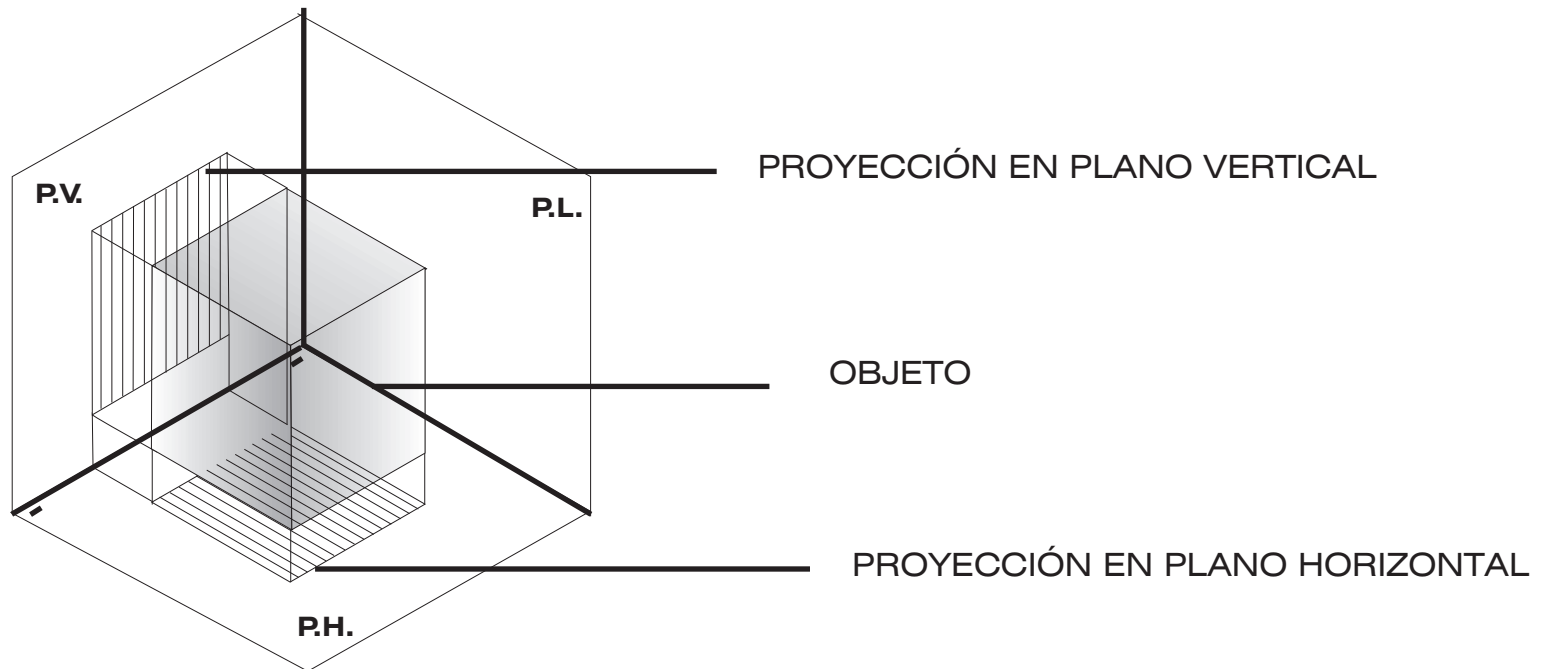 PROYECCIÓN EN PLANO VERTICAL
P.V.
P.L.
OBJETO
PROYECCIÓN EN PLANO HORIZONTAL
P.H.